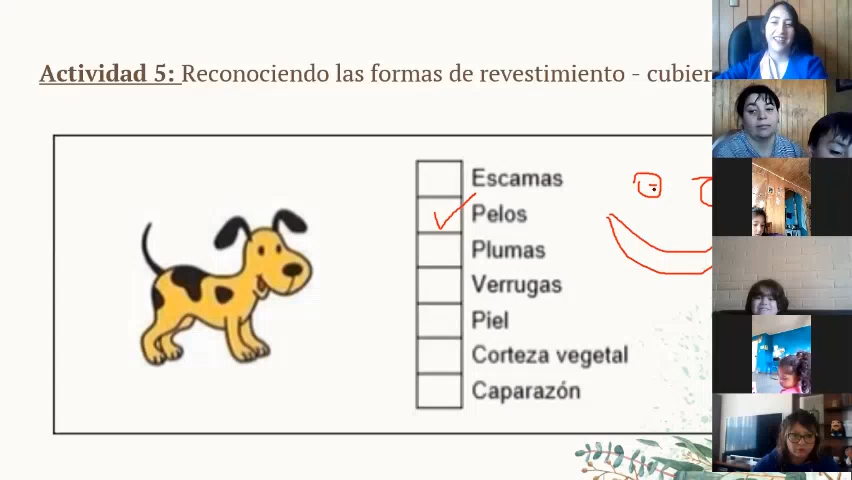 Actividad 5: Reconociendo las formas de revestimiento - cubier
Escamas
Pelos
Plumas
Verrugas
Piel
Corteza vegetal
Caparazón